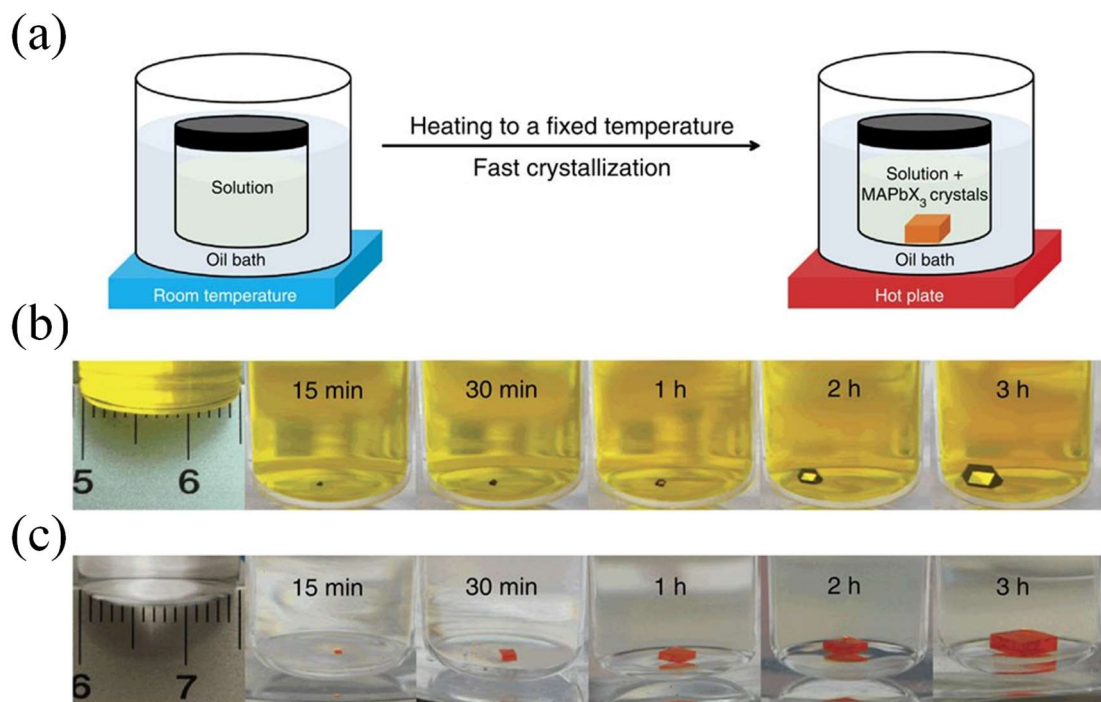 (a)
Heating to a fixed temperature
Fast crystallization
Solution
Oil bath
Room temperature
Solution +
MAPbX₃ crystals
Oil bath
Hot plate
(b)
15 min
30 min
1 h
2 h
3 h
5 6
(c)
15 min
30 min
1 h
2 h
3 h
6 7